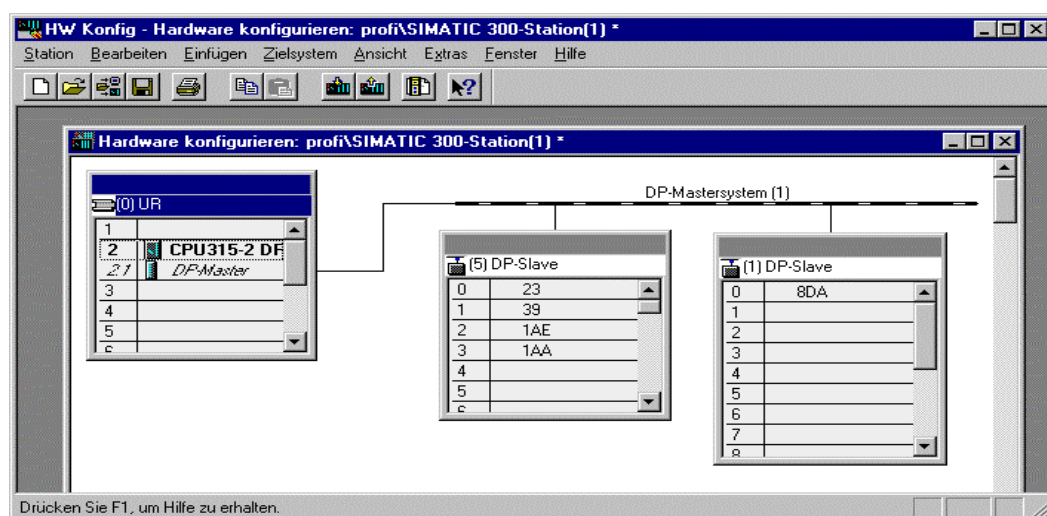 HW Konfig - Hardware konfigurieren: profi\SIMATIC 300-Station(1) *
Station Bearbeiten Einfügen Zielsystem Ansicht Extras Fenster Hilfe
Hardware konfigurieren: profi\SIMATIC 300-Station(1) *
DP-Mastersystem (1)
(0) UR
1
2 CPU315-2 DP
2.1 DP-Master
3
4
5
6
(5) DP-Slave
0 23
1 39
2 1AE
3 1AA
4
5
6
(1) DP-Slave
0 8DA
1
2
3
4
5
6
7
8
Drücken Sie F1, um Hilfe zu erhalten.